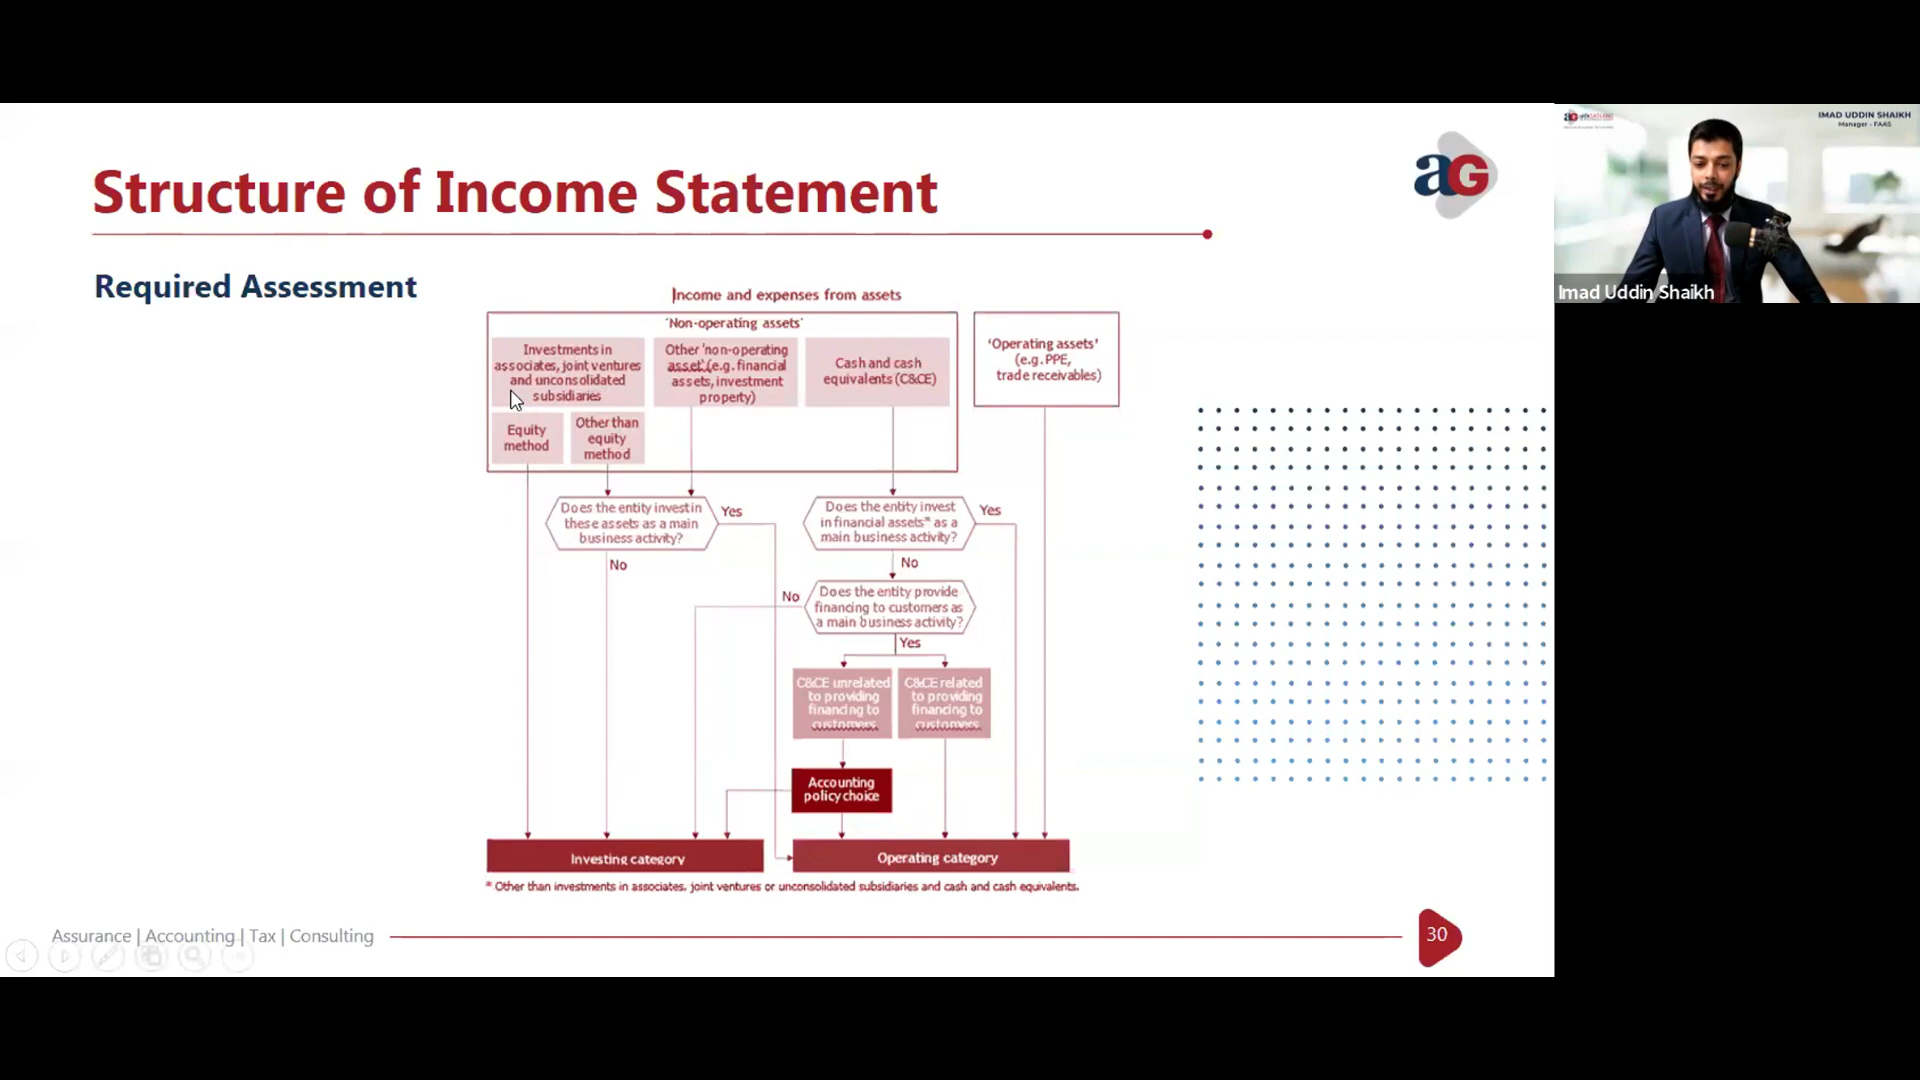 Structure of Income Statement
aG
IMAD UDDIN SHAIKH
Manager - FAAS
Imad Uddin Shaikh
Required Assessment
Income and expenses from assets
'Non-operating assets'
Investments in
associates, joint ventures
and unconsolidated
subsidiaries
Other 'non-operating
asset' (e.g. financial
assets, investment
property)
Cash and cash
equivalents (C&CE)
'Operating assets'
(e.g. PPE,
trade receivables)
Equity
method
Other than
equity
method
Does the entity invest in
these assets as a main
business activity?
Yes
No
Does the entity invest
in financial assets* as a
main business activity?
Yes
No
Does the entity provide
financing to customers as
a main business activity?
No
Yes
C&CE unrelated
to providing
financing to
customers
C&CE related
to providing
financing to
customers
Accounting
policy choice
Investing category
Operating category
* Other than investments in associates, joint ventures or unconsolidated subsidiaries and cash and cash equivalents.
Assurance | Accounting | Tax | Consulting
30